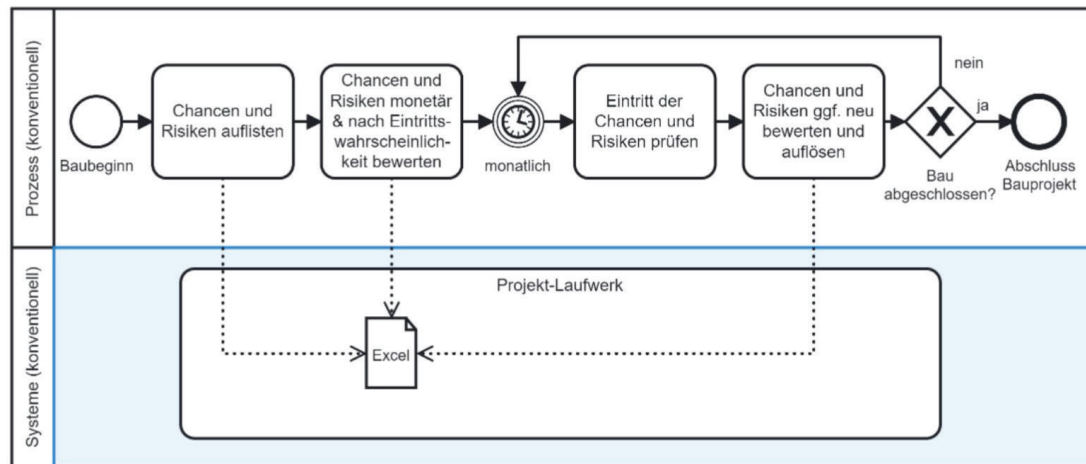 Prozess (konventionell)
Baubeginn
Chancen und
Risiken auflisten
Chancen und
Risiken monetär
& nach Eintritts-
wahrscheinlich-
keit bewerten
monatlich
Eintritt der
Chancen und
Risiken prüfen
Chancen und
Risiken ggf. neu
bewerten und
auflösen
nein
ja
X
Bau
abgeschlossen?
Abschluss
Bauprojekt
Systeme (konventionell)
Projekt-Laufwerk
Excel